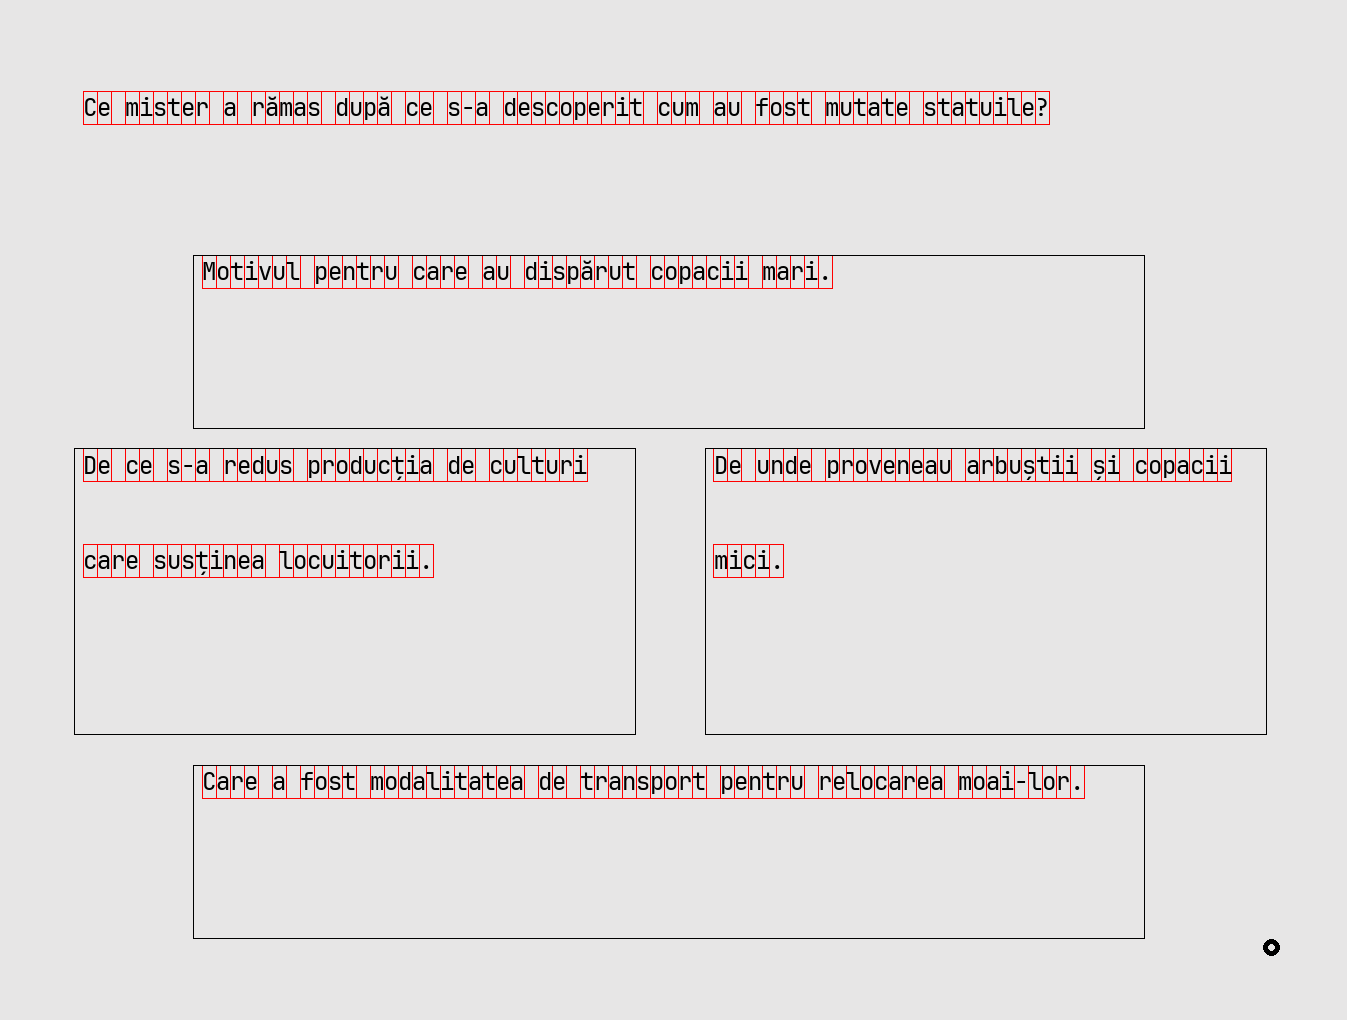 Ce mister a rămas după ce s-a descoperit cum au fost mutate statuile?
Motivul pentru care au dispărut copacii mari.
De ce s-a redus producția de culturi
care susținea locuitorii.
De unde proveneau arbuștii și copacii
mici.
Care a fost modalitatea de transport pentru relocarea moai-lor.